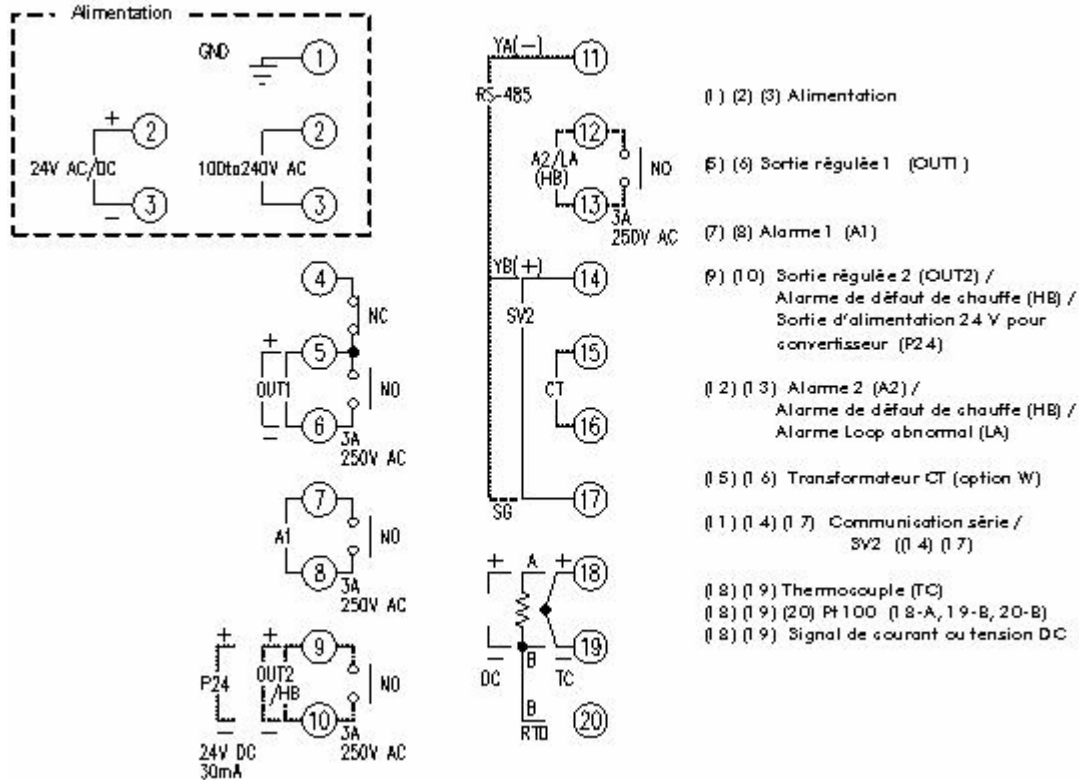 Alimentation
GND
1
+
2
24V AC/DC
−
3
2
100to240V AC
3
4
NC
+
5
OUT1
NO
−
6
3A
250V AC
7
A1
NO
8
3A
250V AC
+
+
9
P24
OUT2
/HB
NO
−
−
10
24V DC
30mA
3A
250V AC
YA(−)
11
RS-485
12
A2/LA
(HB)
NO
13
3A
250V AC
YB(+)
14
SV2
15
CT
16
SG
17
+
A
+
18
−
B
−
19
DC
TC
B
RTD
20
(1) (2) (3) Alimentation
(5) (6) Sortie régulée 1 (OUT1)
(7) (8) Alarme 1 (A1)
(9) (10) Sortie régulée 2 (OUT2) /
Alarme de défaut de chauffe (HB) /
Sortie d'alimentation 24 V pour
convertisseur (P24)
(12) (13) Alarme 2 (A2) /
Alarme de défaut de chauffe (HB) /
Alarme Loop abnormal (LA)
(15) (16) Transformateur CT (option W)
(11) (14) (17) Communication série /
SV2 ((14) (17)
(18) (19) Thermocouple (TC)
(18) (19) (20) Pt 100 (18-A, 19-B, 20-B)
(18) (19) Signal de courant ou tension DC